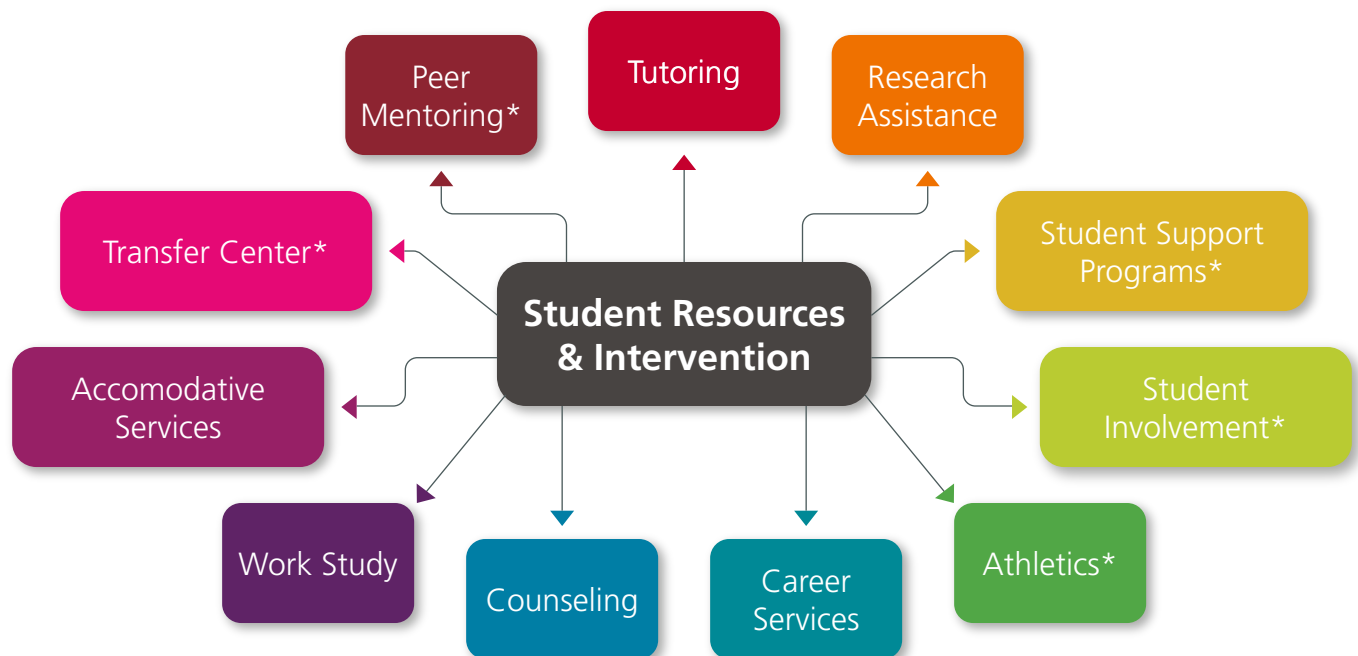 Peer
Mentoring*
Tutoring
Research
Assistance
Transfer Center*
Student Support
Programs*
Student Resources
& Intervention
Accomodative
Services
Student
Involvement*
Work Study
Counseling
Career
Services
Athletics*